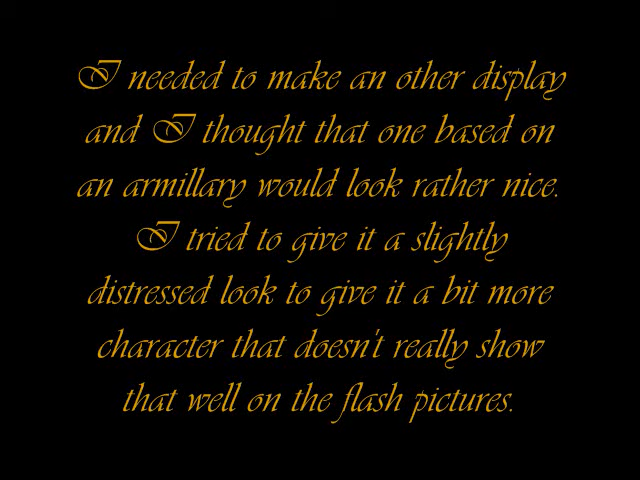 I needed to make an other display
and I thought that one based on
an armillary would look rather nice.
I tried to give it a slightly
distressed look to give it a bit more
character that doesn't really show
that well on the flash pictures.